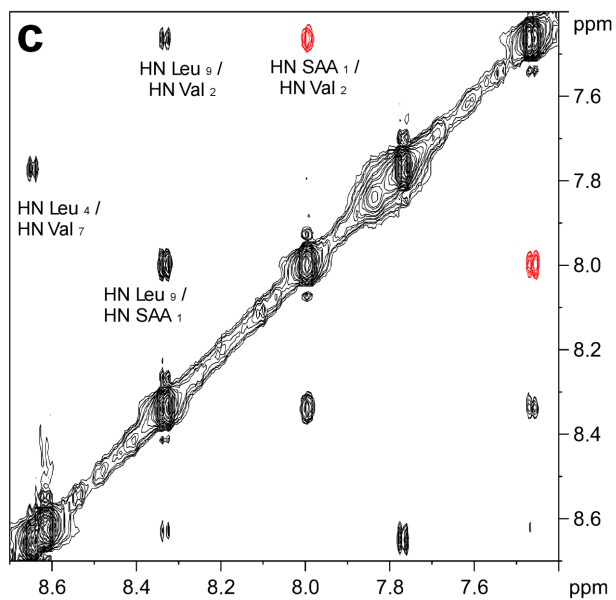 C
ppm
HN Leu 9 /
HN Val 2
HN SAA 1 /
HN Val 2
7.6
7.8
HN Leu 4 /
HN Val 7
8.0
HN Leu 9 /
HN SAA 1
8.2
8.4
8.6
8.6 8.4 8.2 8.0 7.8 7.6 ppm